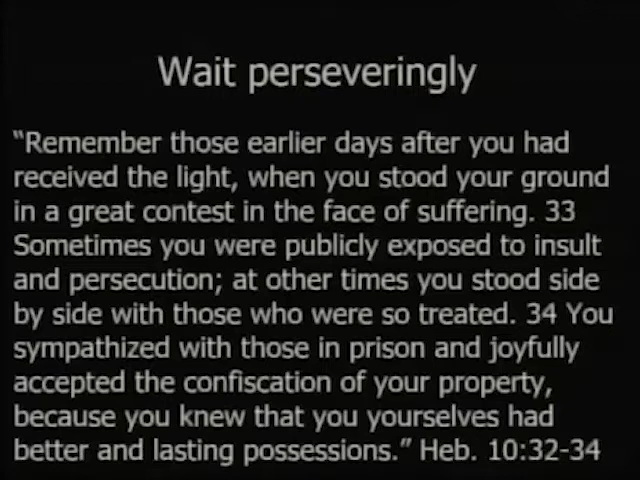 Wait perseveringly
“Remember those earlier days after you had
received the light, when you stood your ground
in a great contest in the face of suffering. 33
Sometimes you were publicly exposed to insult
and persecution; at other times you stood side
by side with those who were so treated. 34 You
sympathized with those in prison and joyfully
accepted the confiscation of your property,
because you knew that you yourselves had
better and lasting possessions.” Heb. 10:32-34